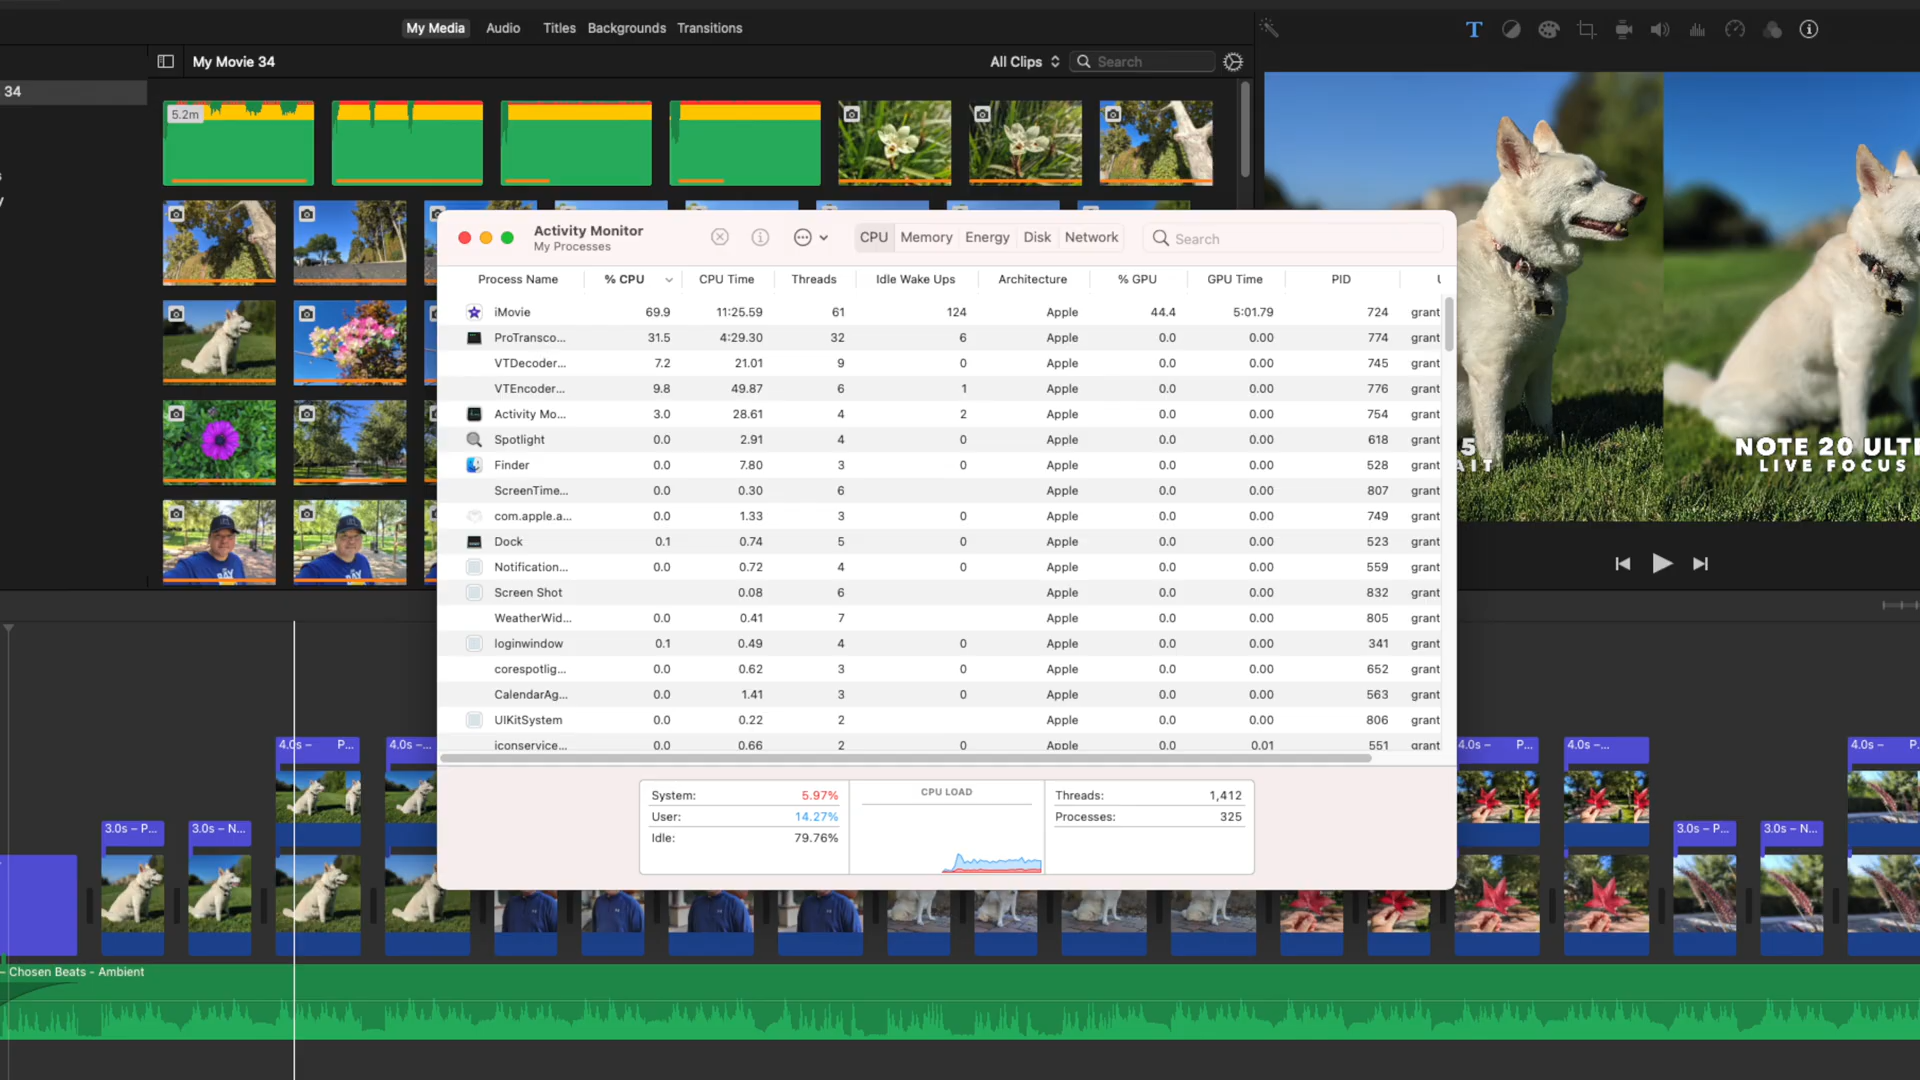 My Media Audio Titles Backgrounds Transitions
34
My Movie 34 All Clips Search
5.2m
Activity Monitor
My Processes
CPU Memory Energy Disk Network Search
Process Name % CPU CPU Time Threads Idle Wake Ups Architecture % GPU GPU Time PID
iMovie 69.9 11:25.59 61 124 Apple 44.4 5:01.79 724 grant
ProTransco... 31.5 4:29.30 32 6 Apple 0.0 0.00 774 grant
VTDecoder... 7.2 21.01 9 0 Apple 0.0 0.00 745 grant
VTEncoder... 9.8 49.87 6 1 Apple 0.0 0.00 776 grant
Activity Mo... 3.0 28.61 4 2 Apple 0.0 0.00 754 grant
Spotlight 0.0 2.91 4 0 Apple 0.0 0.00 618 grant
Finder 0.0 7.80 3 0 Apple 0.0 0.00 528 grant
ScreenTime... 0.0 0.30 6 Apple 0.0 0.00 807 grant
com.apple.a... 0.0 1.33 3 0 Apple 0.0 0.00 749 grant
Dock 0.1 0.74 5 0 Apple 0.0 0.00 523 grant
Notification... 0.0 0.72 4 0 Apple 0.0 0.00 559 grant
Screen Shot 0.08 6 Apple 0.0 0.00 832 grant
WeatherWid... 0.0 0.41 7 Apple 0.0 0.00 805 grant
loginwindow 0.1 0.49 4 0 Apple 0.0 0.00 341 grant
corespotlig... 0.0 0.62 3 0 Apple 0.0 0.00 652 grant
CalendarAg... 0.0 1.41 3 0 Apple 0.0 0.00 563 grant
UIKitSystem 0.0 0.22 2 Apple 0.0 0.00 806 grant
iconservice... 0.0 0.66 2 0 Apple 0.0 0.01 551 grant
System: 5.97%
User: 14.27%
Idle: 79.76%
CPU LOAD
Threads: 1,412
Processes: 325
5
AIT
NOTE 20 ULT
LIVE FOCUS
4.0s – P...
4.0s –...
4.0s – P...
4.0s –...
4.0s – P.
3.0s – P...
3.0s – N...
3.0s – P...
3.0s – N...
– Chosen Beats - Ambient